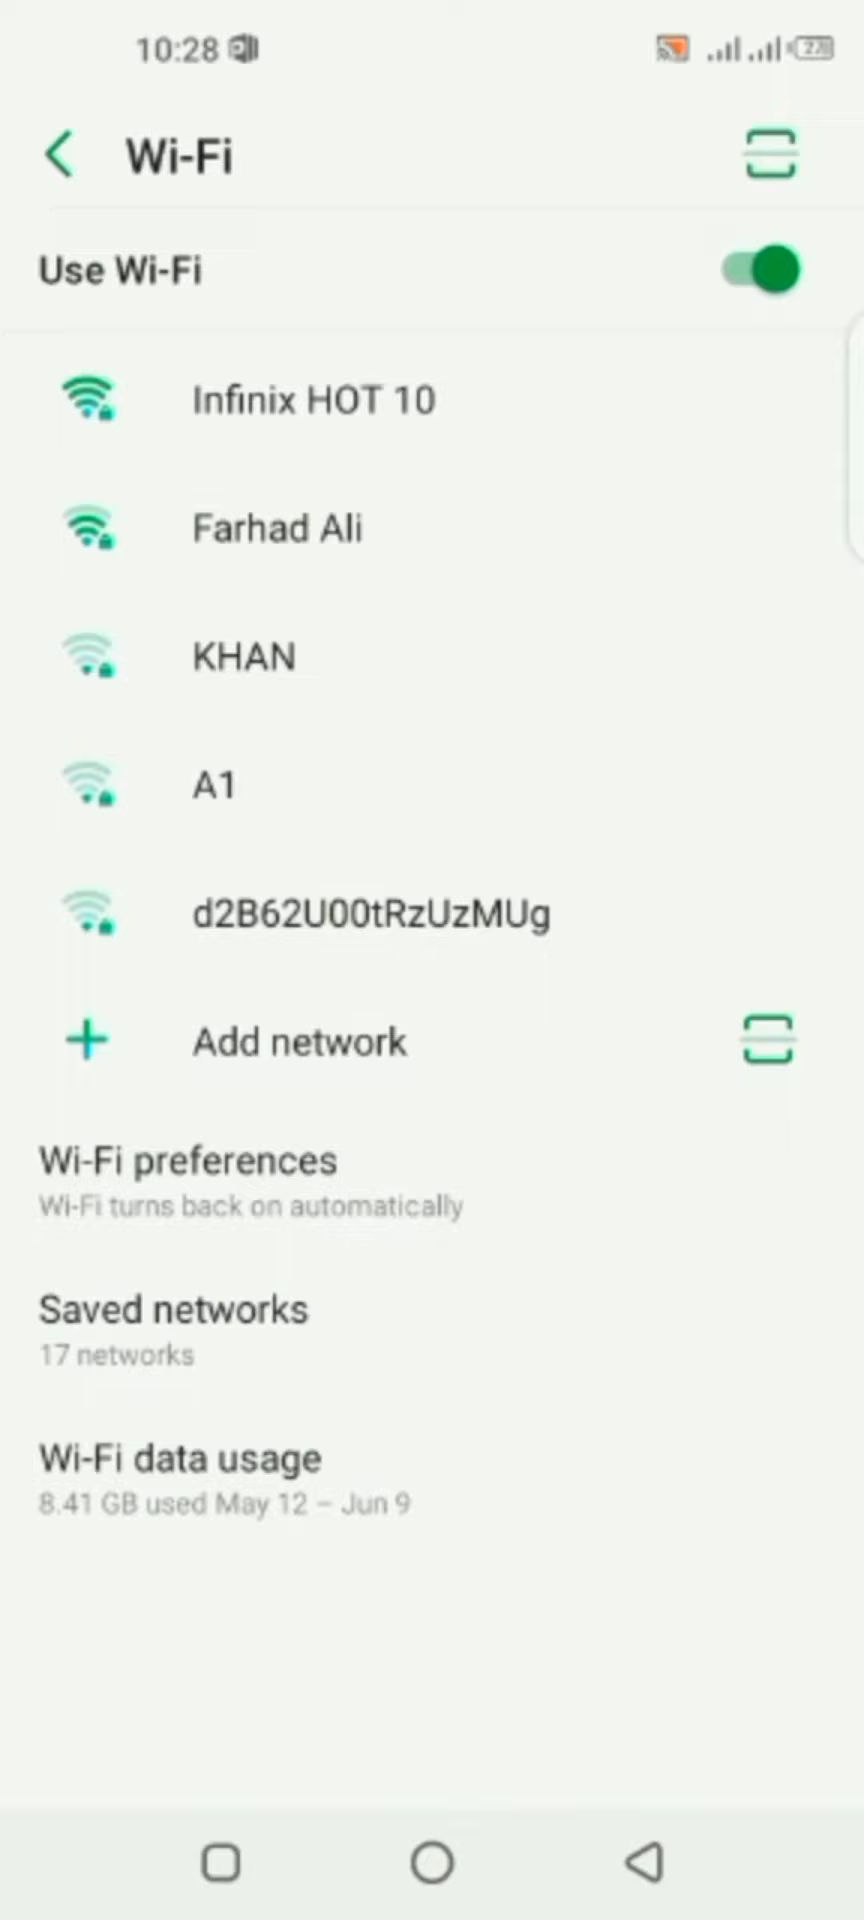 10:28
Wi-Fi
Use Wi-Fi
Infinix HOT 10
Farhad Ali
KHAN
A1
d2B62U00tRzUzMUg
Add network
Wi-Fi preferences
Wi-Fi turns back on automatically
Saved networks
17 networks
Wi-Fi data usage
8.41 GB used May 12 – Jun 9